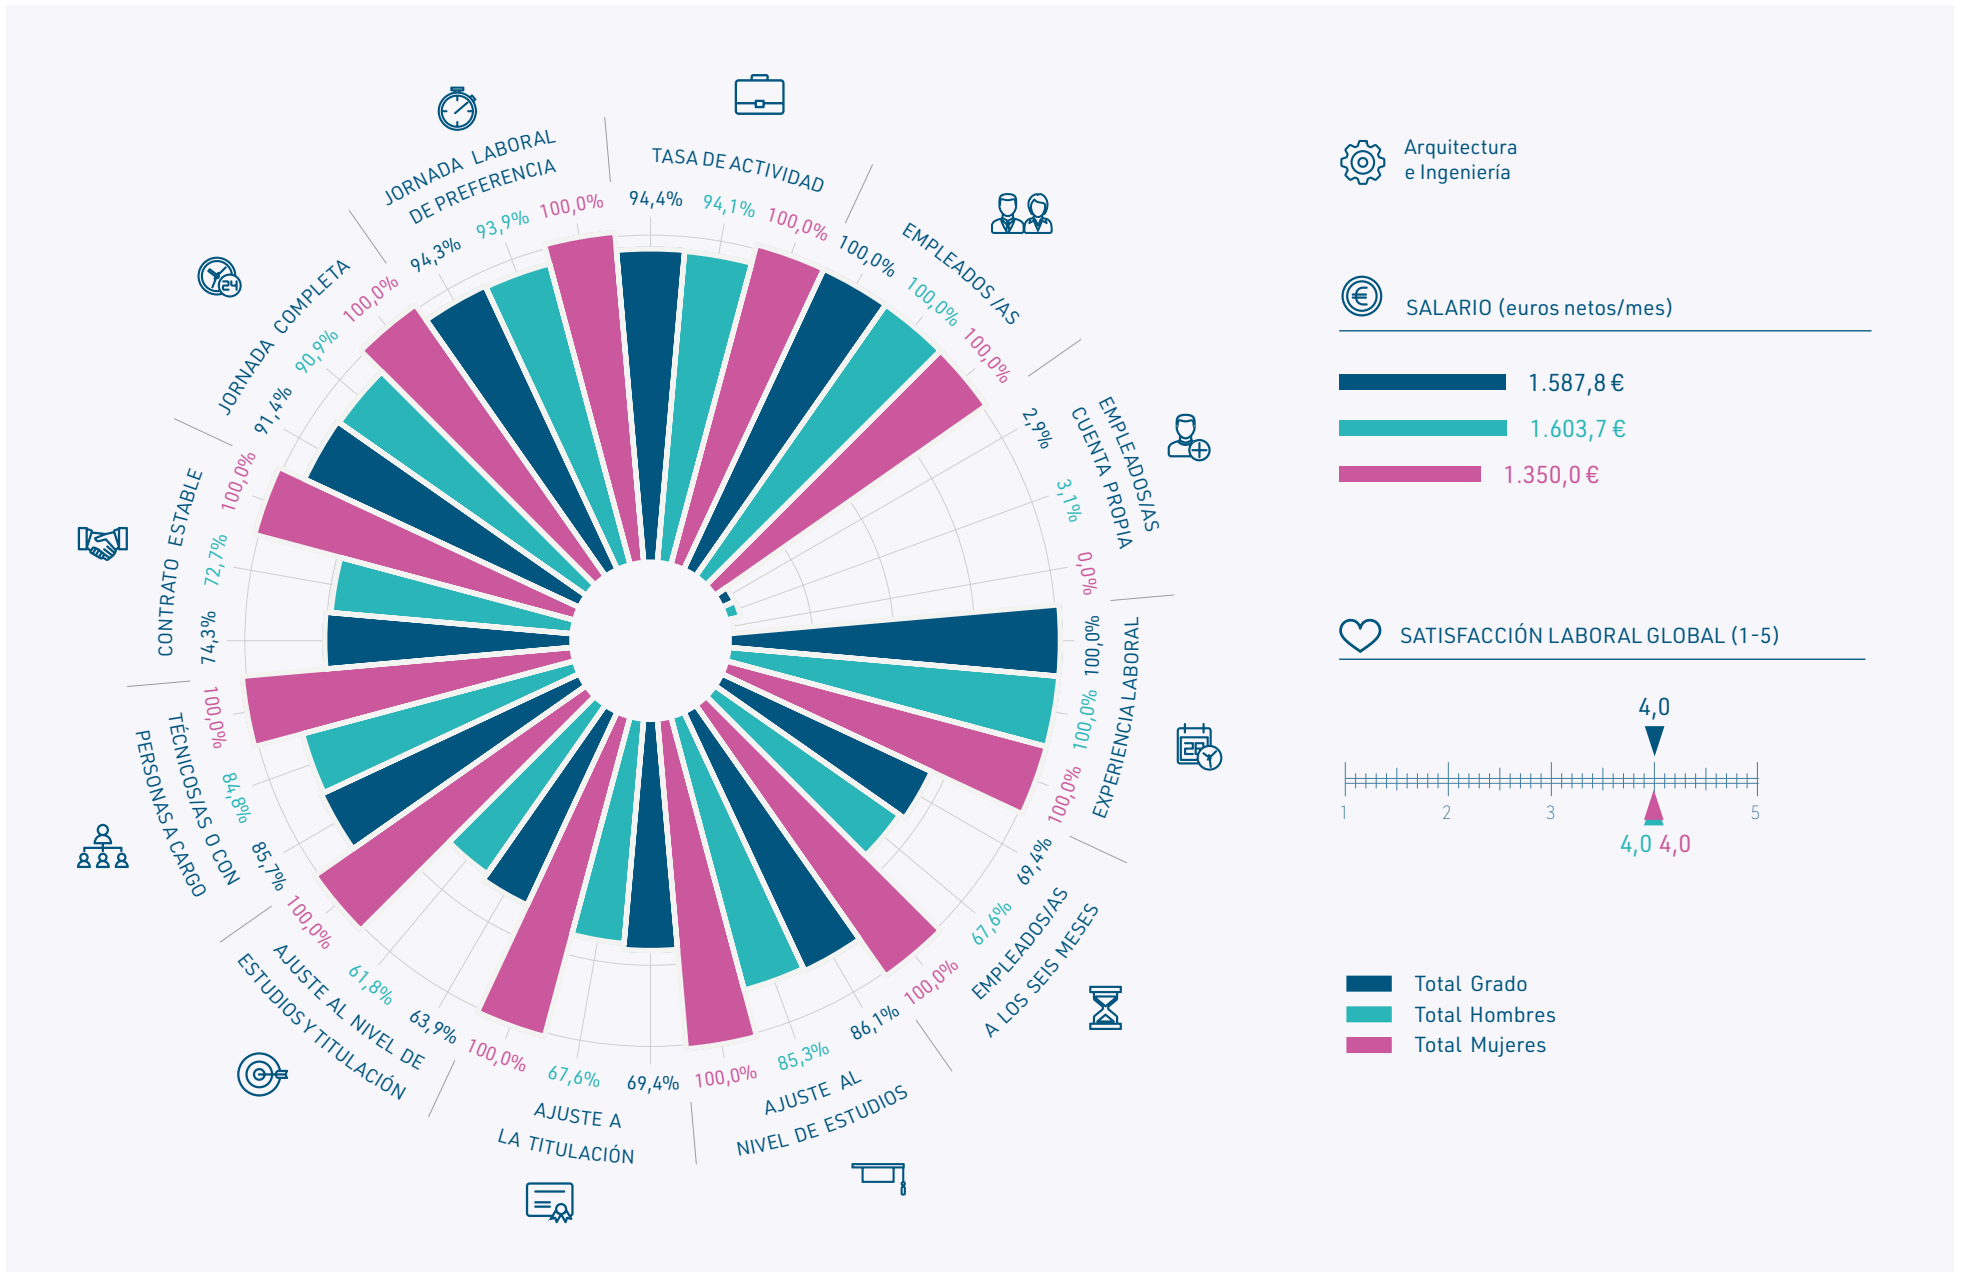 TASA DE ACTIVIDAD
94,4%
94,1%
100,0%
EMPLEADOS /AS
100,0%
100,0%
100,0%
EMPLEADOS/AS
CUENTA PROPIA
2,9%
3,1%
0,0%
EXPERIENCIA LABORAL
100,0%
100,0%
100,0%
EMPLEADOS/AS
A LOS SEIS MESES
69,4%
67,6%
100,0%
AJUSTE AL
NIVEL DE ESTUDIOS
86,1%
85,3%
100,0%
AJUSTE A
LA TITULACIÓN
69,4%
67,6%
100,0%
AJUSTE AL NIVEL DE
ESTUDIOS Y TITULACIÓN
63,9%
61,8%
100,0%
TÉCNICOS/AS O CON
PERSONAS A CARGO
85,7%
84,8%
100,0%
CONTRATO ESTABLE
74,3%
72,7%
100,0%
JORNADA COMPLETA
91,4%
90,9%
100,0%
24
JORNADA LABORAL
DE PREFERENCIA
94,3%
93,9%
100,0%
Arquitectura
e Ingeniería
€
SALARIO (euros netos/mes)
1.587,8 €
1.603,7 €
1.350,0 €
SATISFACCIÓN LABORAL GLOBAL (1-5)
4,0
1 2 3 5
4,0 4,0
Total Grado
Total Hombres
Total Mujeres